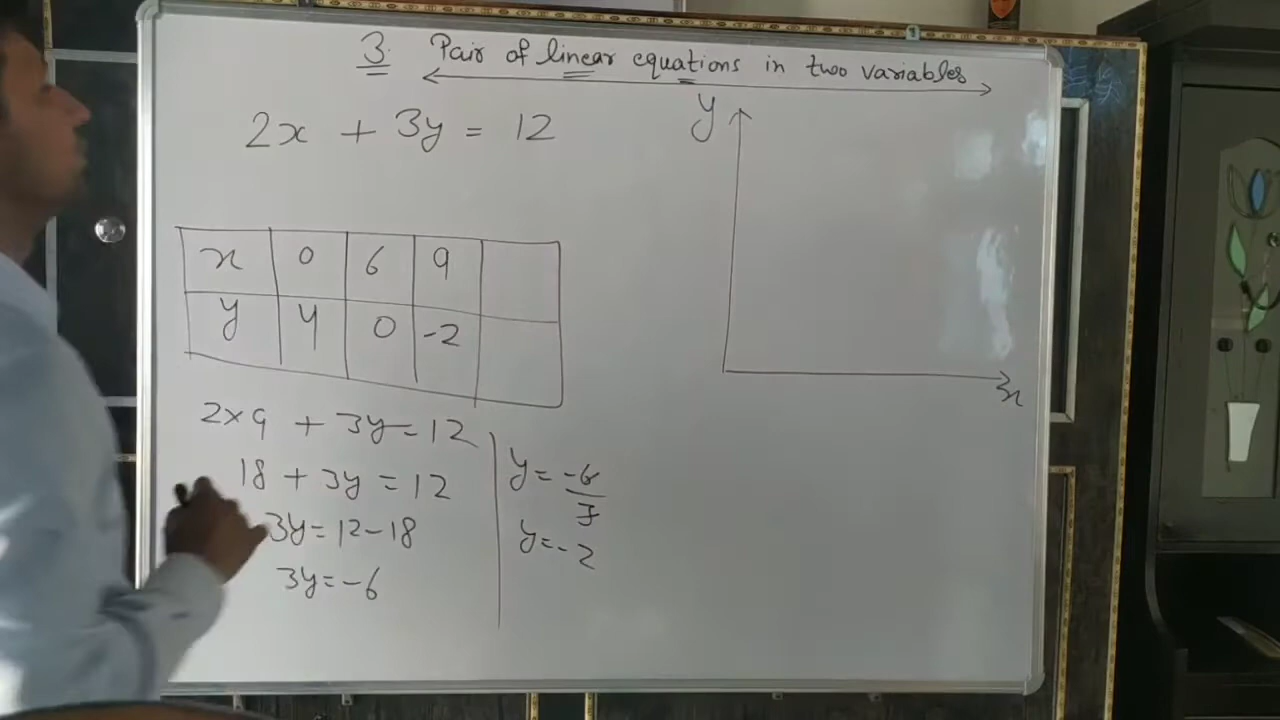 3. Pair of linear equations in two variables
2x + 3y = 12
y
x
x 0 6 9
y 4 0 -2
2×9 + 3y = 12
18 + 3y = 12
3y = 12 - 18
3y = -6
y = -6/3
y = -2